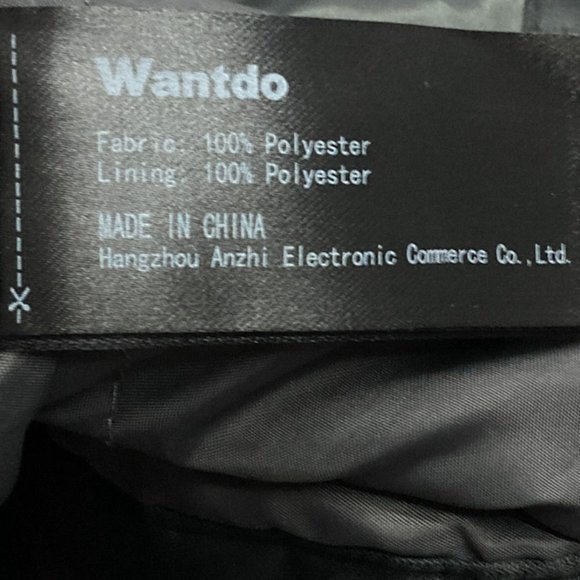 Wantdo
Fabric: 100% Polyester
Lining: 100% Polyester
MADE IN CHINA
Hangzhou Anzhi Electronic Commerce Co.,Ltd.